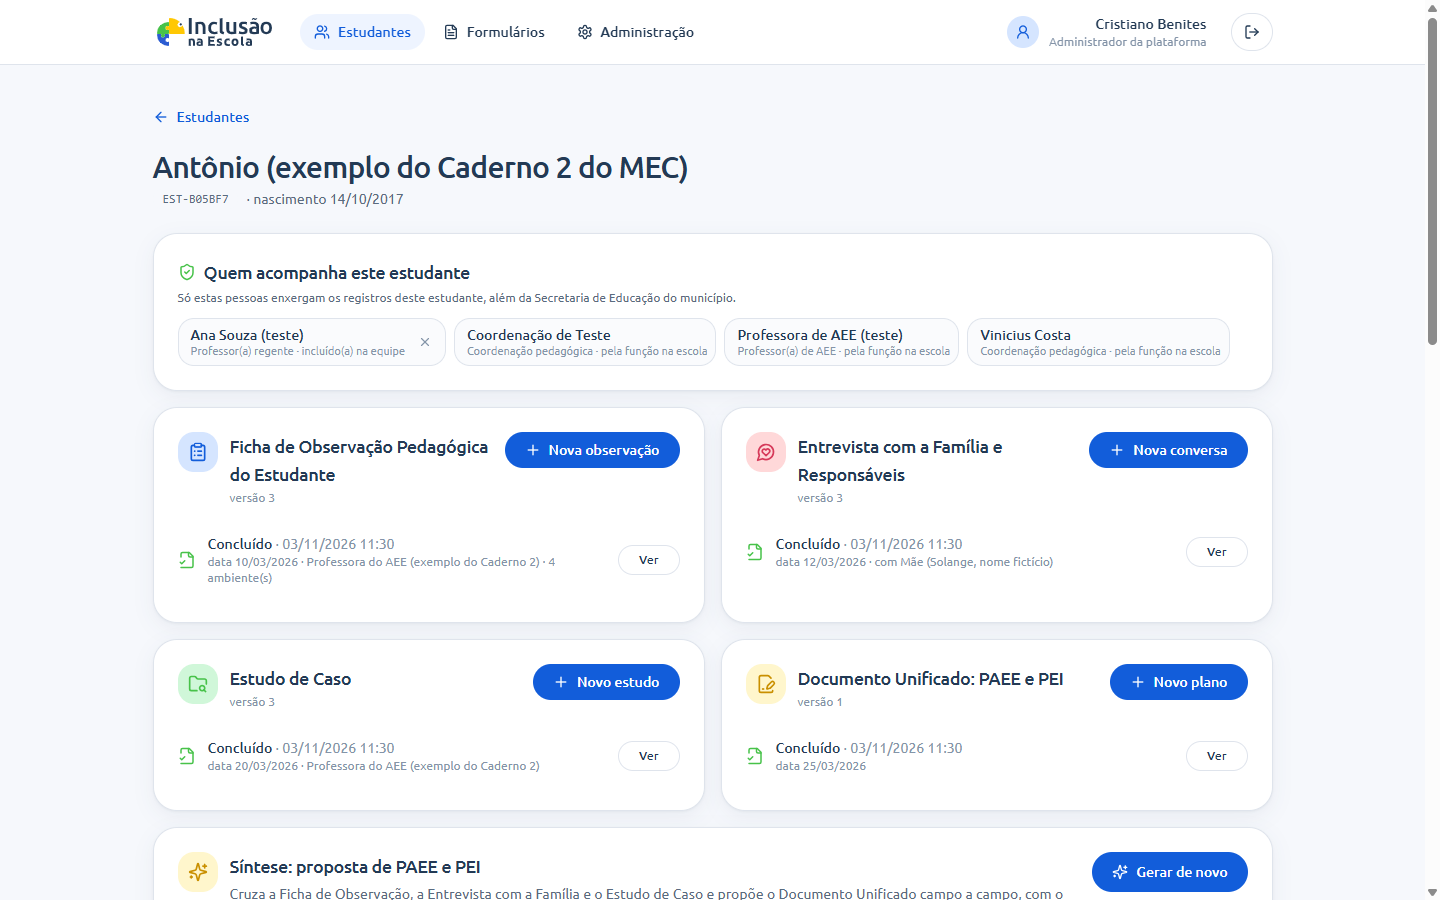 Inclusão
na Escola
Estudantes
Formulários
Administração
Cristiano Benites
Administrador da plataforma
Estudantes
Antônio (exemplo do Caderno 2 do MEC)
EST-B05BF7 · nascimento 14/10/2017
Quem acompanha este estudante
Só estas pessoas enxergam os registros deste estudante, além da Secretaria de Educação do município.
Ana Souza (teste)
Professor(a) regente · incluído(a) na equipe
Coordenação de Teste
Coordenação pedagógica · pela função na escola
Professora de AEE (teste)
Professor(a) de AEE · pela função na escola
Vinicius Costa
Coordenação pedagógica · pela função na escola
Ficha de Observação Pedagógica
do Estudante
versão 3
Nova observação
Concluído · 03/11/2026 11:30
data 10/03/2026 · Professora do AEE (exemplo do Caderno 2) · 4
ambiente(s)
Ver
Entrevista com a Família e
Responsáveis
versão 3
Nova conversa
Concluído · 03/11/2026 11:30
data 12/03/2026 · com Mãe (Solange, nome fictício)
Ver
Estudo de Caso
versão 3
Novo estudo
Concluído · 03/11/2026 11:30
data 20/03/2026 · Professora do AEE (exemplo do Caderno 2)
Ver
Documento Unificado: PAEE e PEI
versão 1
Novo plano
Concluído · 03/11/2026 11:30
data 25/03/2026
Ver
Síntese: proposta de PAEE e PEI
Cruza a Ficha de Observação, a Entrevista com a Família e o Estudo de Caso e propõe o Documento Unificado campo a campo, com o
Gerar de novo